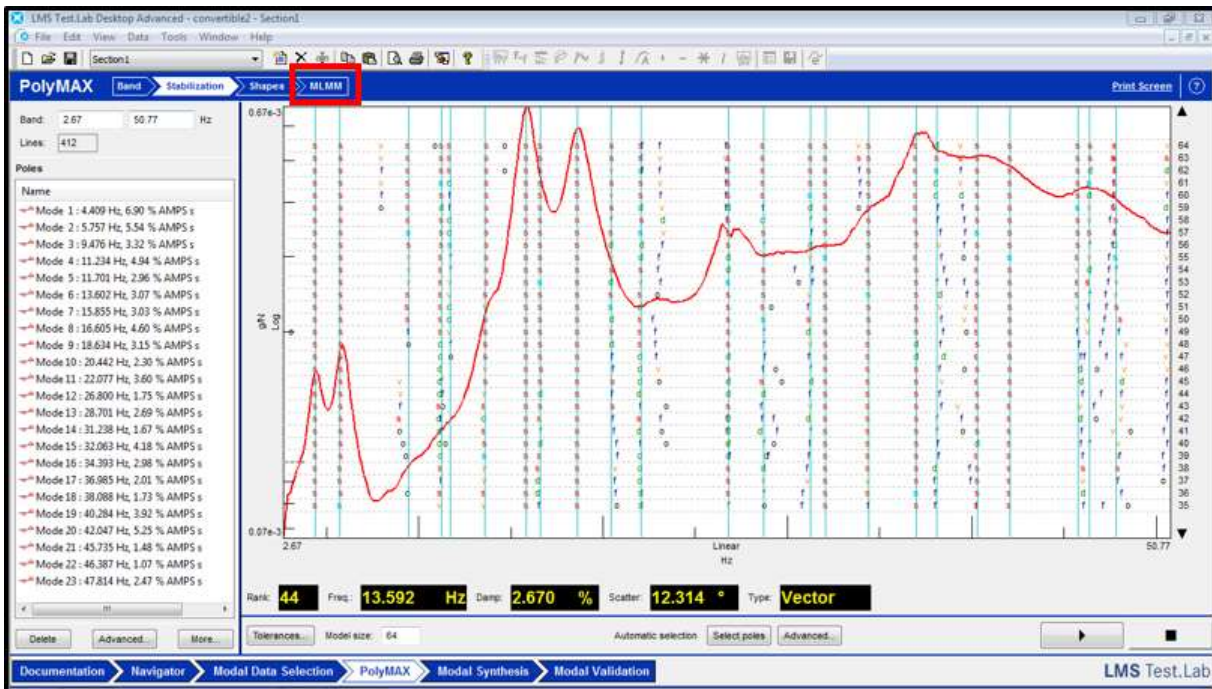 LMS Test.Lab Desktop Advanced - convertible2 - Section1
File Edit View Data Tools Window Help
Section1
PolyMAX Band Stabilization Shapes MLMM Print Screen
Band: 2.67 50.77 Hz
Lines: 412
Poles
Name
Mode 1 : 4.409 Hz, 6.90 % AMPS s
Mode 2 : 5.757 Hz, 5.54 % AMPS s
Mode 3 : 9.476 Hz, 3.32 % AMPS s
Mode 4 : 11.234 Hz, 4.94 % AMPS s
Mode 5 : 11.701 Hz, 2.96 % AMPS s
Mode 6 : 13.602 Hz, 3.07 % AMPS s
Mode 7 : 15.855 Hz, 3.03 % AMPS s
Mode 8 : 16.605 Hz, 4.60 % AMPS s
Mode 9 : 18.634 Hz, 3.15 % AMPS s
Mode 10 : 20.442 Hz, 2.30 % AMPS s
Mode 11 : 22.077 Hz, 3.60 % AMPS s
Mode 12 : 26.800 Hz, 1.75 % AMPS s
Mode 13 : 28.701 Hz, 2.69 % AMPS s
Mode 14 : 31.238 Hz, 1.67 % AMPS s
Mode 15 : 32.063 Hz, 4.18 % AMPS s
Mode 16 : 34.393 Hz, 2.98 % AMPS s
Mode 17 : 36.985 Hz, 2.01 % AMPS s
Mode 18 : 38.088 Hz, 1.73 % AMPS s
Mode 19 : 40.284 Hz, 3.92 % AMPS s
Mode 20 : 42.047 Hz, 5.25 % AMPS s
Mode 21 : 45.735 Hz, 1.48 % AMPS s
Mode 22 : 46.387 Hz, 1.07 % AMPS s
Mode 23 : 47.814 Hz, 2.47 % AMPS s
Delete Advanced... More...
0.67e-3
g/N
Log
0.07e-3
2.67 Linear 50.77
Hz
64
63
62
61
60
59
58
57
56
55
54
53
52
51
50
49
48
47
46
45
44
43
42
41
40
39
38
37
36
35
Rank: 44 Freq.: 13.592 Hz Damp: 2.670 % Scatter: 12.314 ° Type: Vector
Tolerances... Model size: 64 Automatic selection Select poles Advanced...
Documentation Navigator Modal Data Selection PolyMAX Modal Synthesis Modal Validation LMS Test.Lab